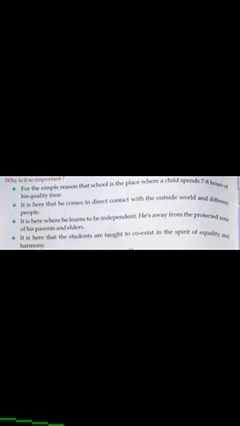 Why is it so important ?
◆ For the simple reason that school is the place where a child spends 7-8 hours of
his quality time.
◆ It is here that he comes in direct contact with the outside world and different
people.
◆ It is here where he learns to be independent. He's away from the protected zone
of his parents and elders.
◆ It is here that the students are taught to co-exist in the spirit of equality and
harmony.